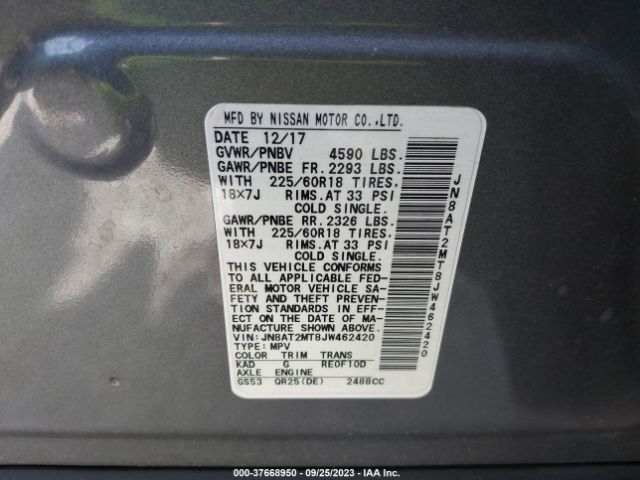 MFD BY NISSAN MOTOR CO.,LTD.
DATE 12/17
GVWR/PNBV 4590 LBS.
GAWR/PNBE FR. 2293 LBS.
WITH 225/60R18 TIRES,
18X7J RIMS.AT 33 PSI
COLD SINGLE.
GAWR/PNBE RR. 2326 LBS.
WITH 225/60R18 TIRES,
18X7J RIMS.AT 33 PSI
COLD SINGLE.
THIS VEHICLE CONFORMS
TO ALL APPLICABLE FED-
ERAL MOTOR VEHICLE SA-
FETY AND THEFT PREVEN-
TION STANDARDS IN EFF-
ECT ON THE DATE OF MA-
NUFACTURE SHOWN ABOVE.
VIN:JN8AT2MT8JW462420
TYPE:MPV
COLOR TRIM TRANS
KAD G RE0F10D
AXLE ENGINE
GS53 QR25(DE) 2488CC
JN8AT2MT8JW462420
000-37668950 - 09/25/2023 - IAA Inc.